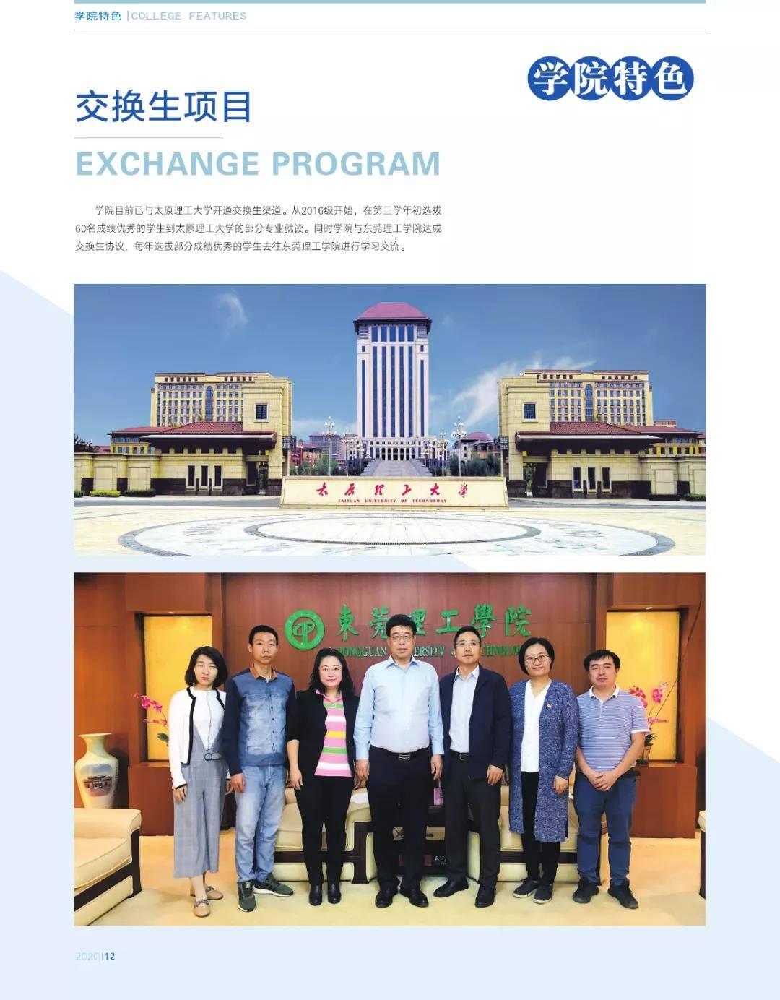 学院特色 | COLLEGE FEATURES
学院特色
交换生项目
EXCHANGE PROGRAM
学院目前已与太原理工大学开通交换生渠道。从2016级开始，在第三学年初选拔
60名成绩优秀的学生到太原理工大学的部分专业就读。同时学院与东莞理工学院达成
交换生协议，每年选拔部分成绩优秀的学生去往东莞理工学院进行学习交流。
太原理工大学
TAIYUAN UNIVERSITY OF TECHNOLOGY
東莞理工學院
DONGGUAN
2020|12